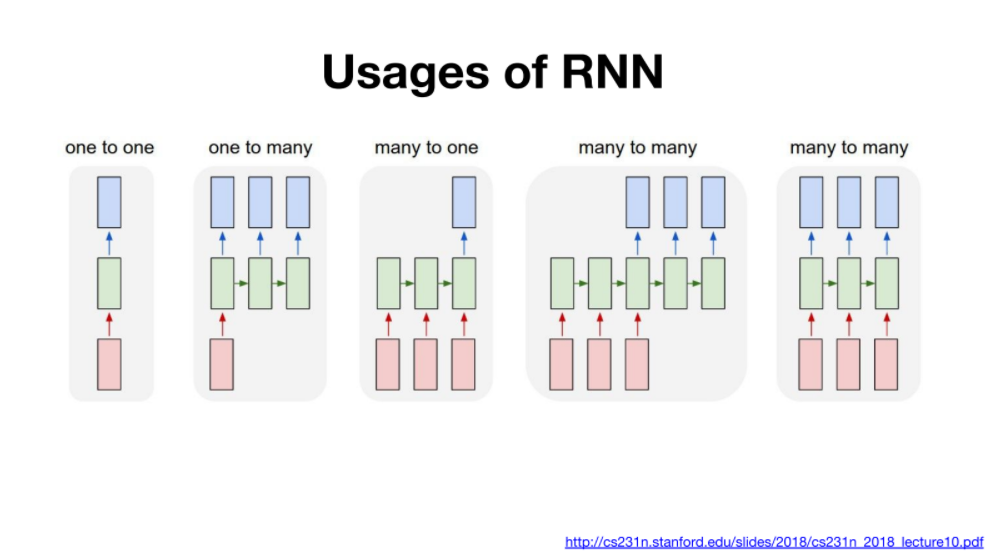 Usages of RNN
one to one
one to many
many to one
many to many
many to many
http://cs231n.stanford.edu/slides/2018/cs231n_2018_lecture10.pdf